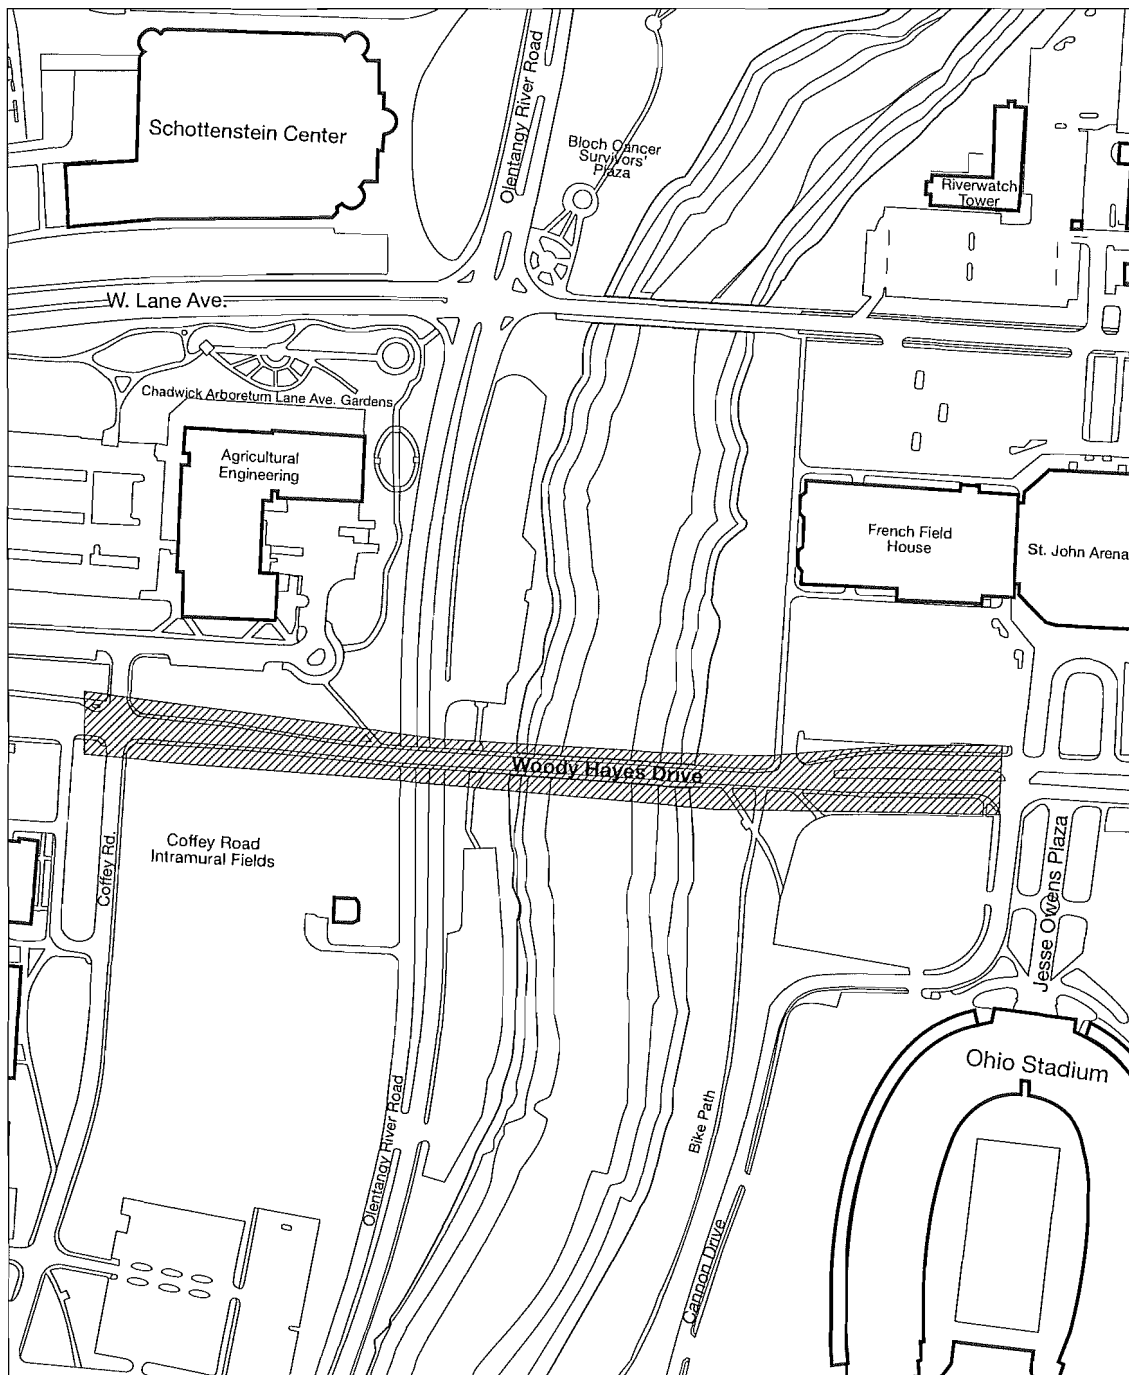 Olentangy River Road
Schottenstein Center
Bloch Cancer
Survivors'
Plaza
Riverwatch
Tower
W. Lane Ave.
Chadwick Arboretum Lane Ave. Gardens
Agricultural
Engineering
French Field
House
St. John Arena
Woody Hayes Drive
Coffey Rd.
Coffey Road
Intramural Fields
Jesse Owens Plaza
Ohio Stadium
Olentangy River Road
Bike Path
Cannon Drive